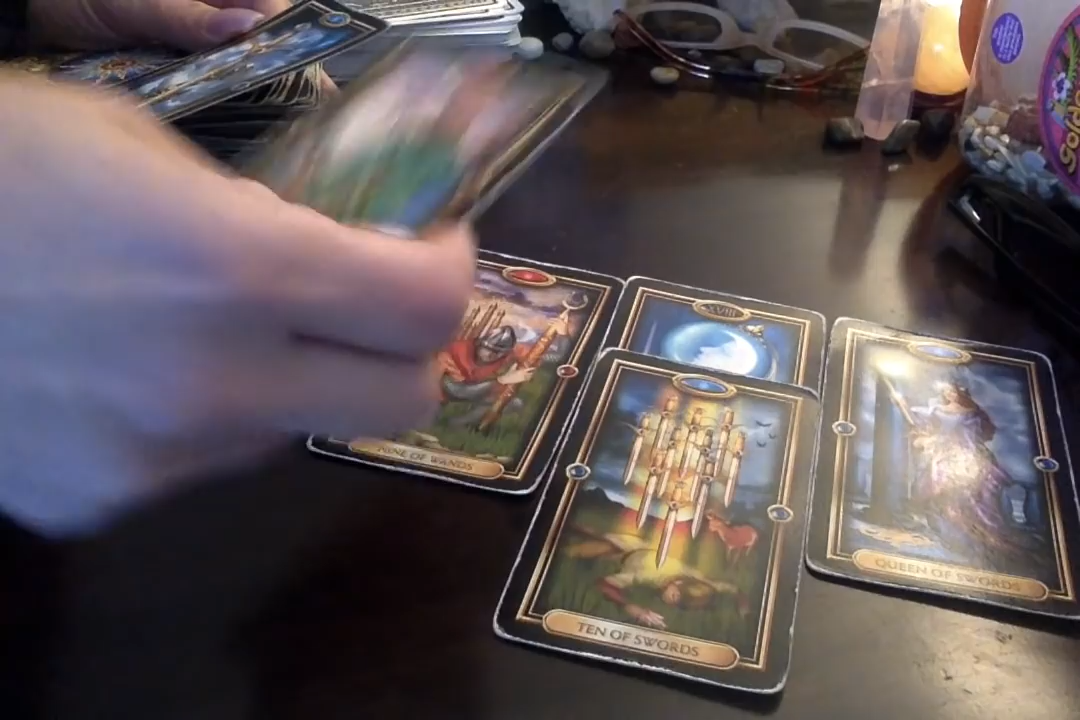 XVIII
NINE OF WANDS
TEN OF SWORDS
QUEEN OF SWORDS